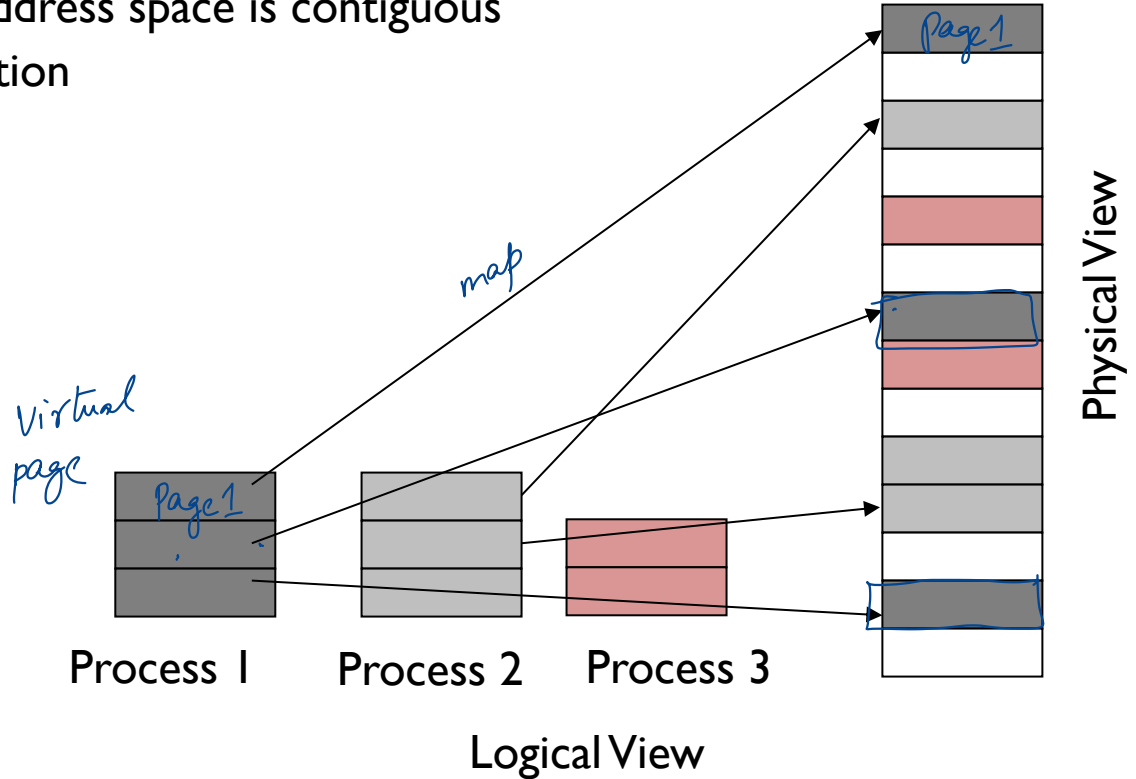 ddress space is contiguous
tion
Page 1
map
Virtual
page
Page 1
Physical View
Process 1
Process 2
Process 3
Logical View